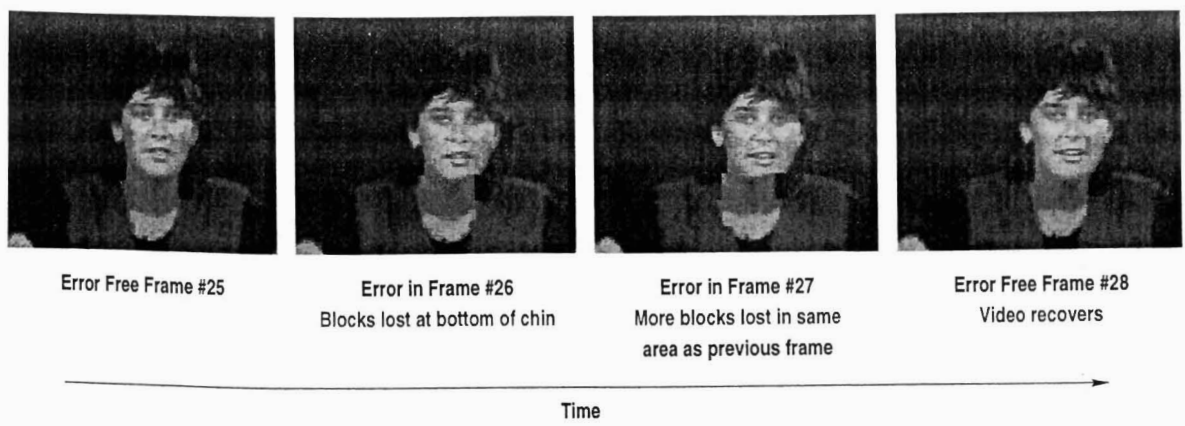 Error Free Frame #25
Error in Frame #26
Blocks lost at bottom of chin
Error in Frame #27
More blocks lost in same
area as previous frame
Error Free Frame #28
Video recovers
Time